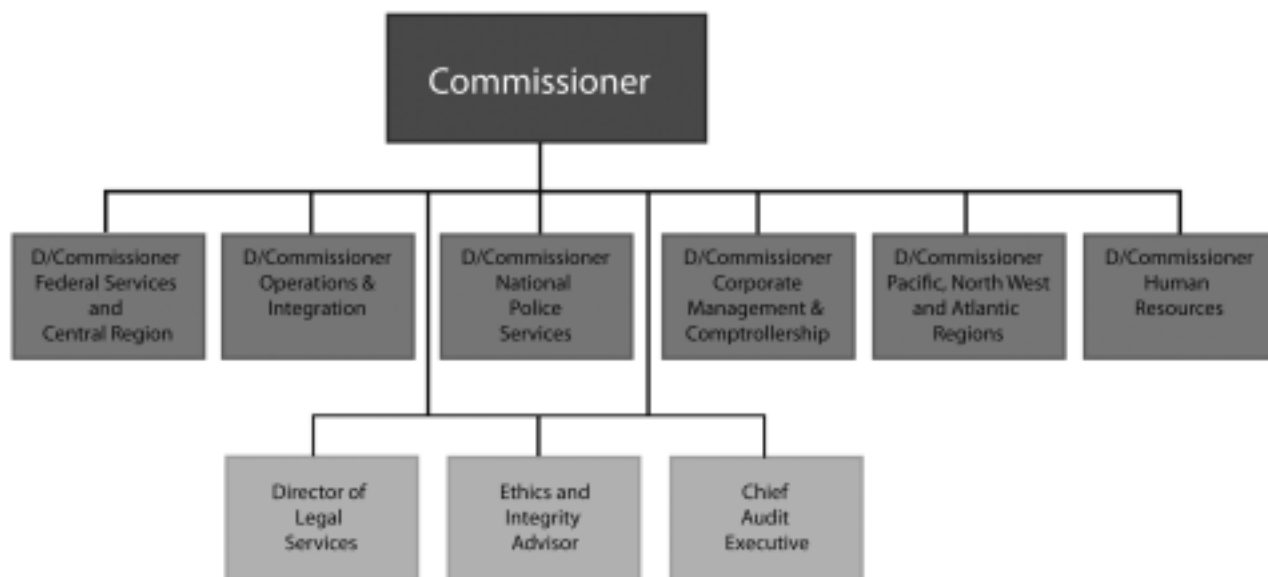 Commissioner
D/Commissioner
Federal Services
and
Central Region
D/Commissioner
Operations &
Integration
D/Commissioner
National
Police
Services
D/Commissioner
Corporate
Management &
Comptrollership
D/Commissioner
Pacific, North West
and Atlantic
Regions
D/Commissioner
Human
Resources
Director of
Legal
Services
Ethics and
Integrity
Advisor
Chief
Audit
Executive